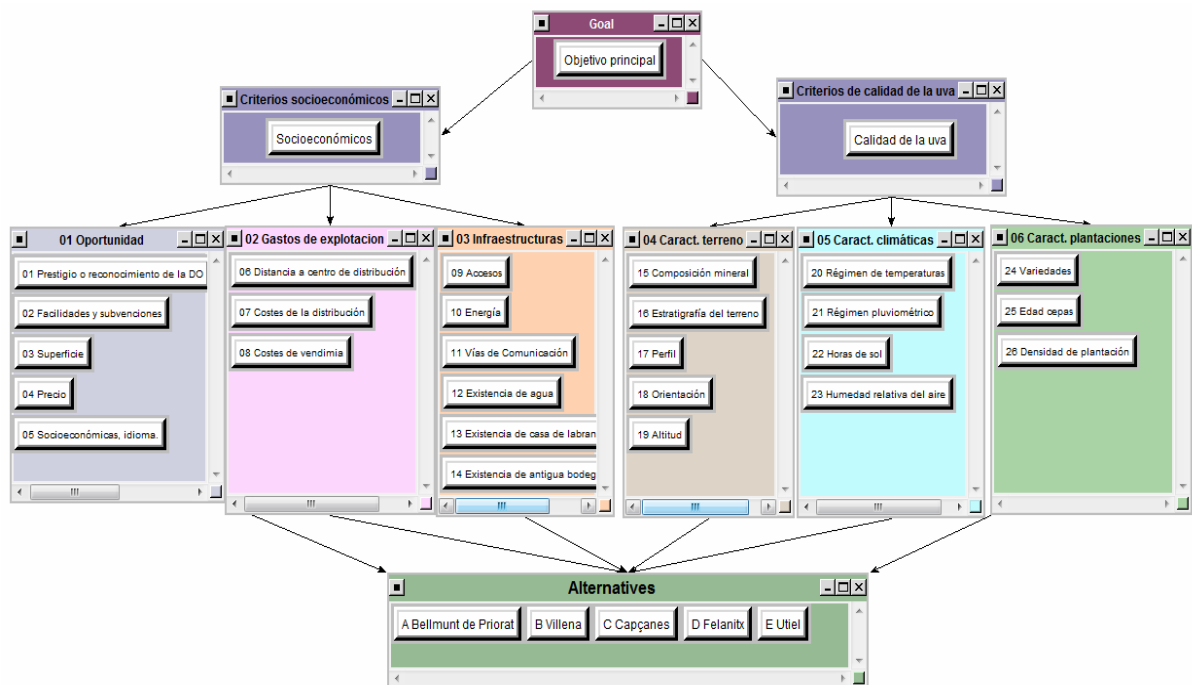 Goal
Objetivo principal
Criterios socioeconómicos
Socioeconómicos
Criterios de calidad de la uva
Calidad de la uva
01 Oportunidad
01 Prestigio o reconocimiento de la DO
02 Facilidades y subvenciones
03 Superficie
04 Precio
05 Socioeconómicas, idioma.
02 Gastos de explotacion
06 Distancia a centro de distribución
07 Costes de la distribución
08 Costes de vendimia
03 Infraestructuras
09 Accesos
10 Energía
11 Vías de Comunicación
12 Existencia de agua
13 Existencia de casa de labran
14 Existencia de antigua bodeg
04 Caract. terreno
15 Composición mineral
16 Estratigrafía del terreno
17 Perfil
18 Orientación
19 Altitud
05 Caract. climáticas
20 Régimen de temperaturas
21 Régimen pluviométrico
22 Horas de sol
23 Humedad relativa del aire
06 Caract. plantaciones
24 Variedades
25 Edad cepas
26 Densidad de plantación
Alternatives
A Bellmunt de Priorat
B Villena
C Capçanes
D Felanitx
E Utiel